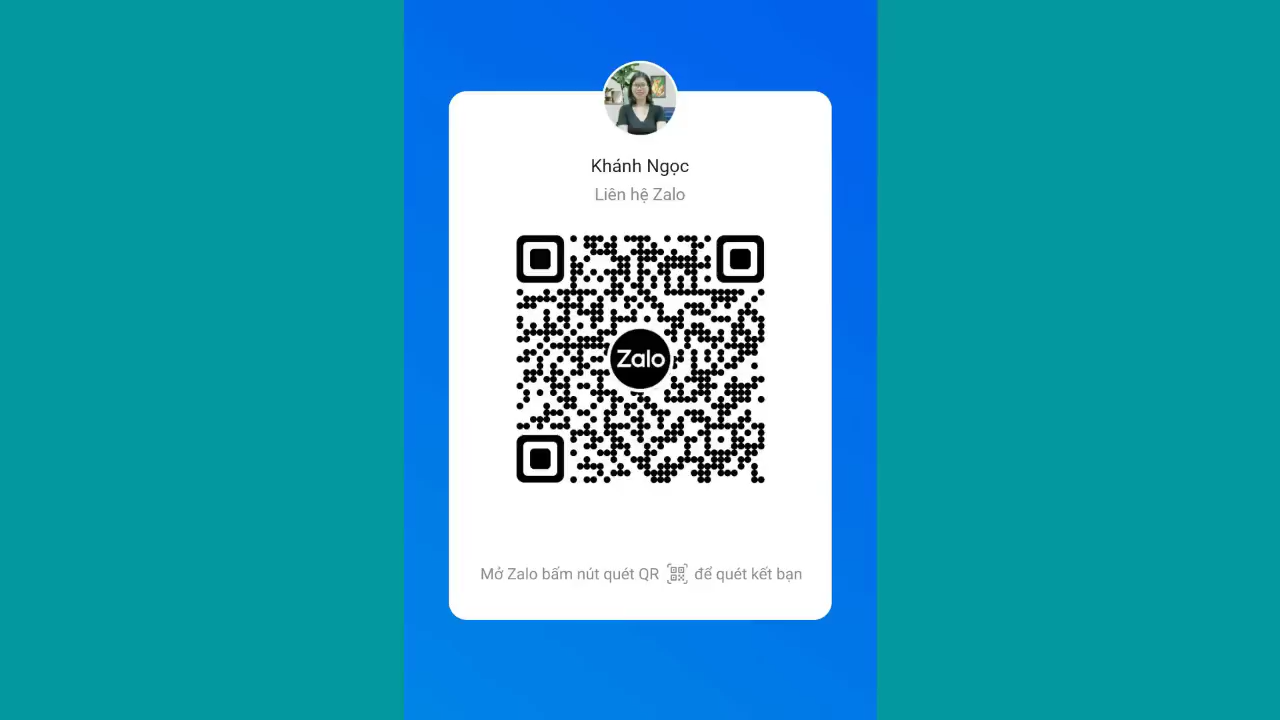 Khánh Ngọc
Liên hệ Zalo
Zalo
Mở Zalo bấm nút quét QR để quét kết bạn